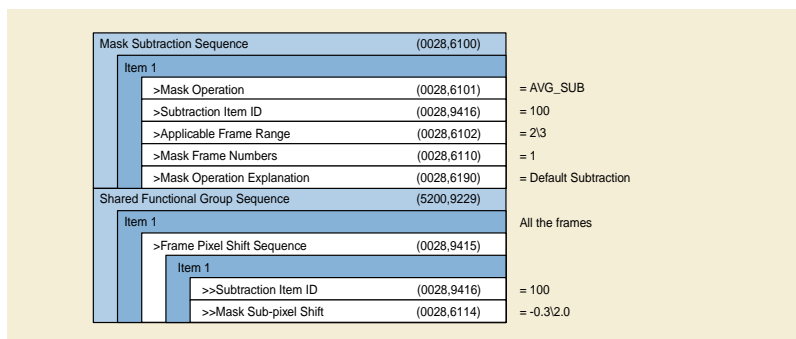 Mask Subtraction Sequence (0028,6100)
Item 1
>Mask Operation (0028,6101) = AVG_SUB
>Subtraction Item ID (0028,9416) = 100
>Applicable Frame Range (0028,6102) = 2\3
>Mask Frame Numbers (0028,6110) = 1
>Mask Operation Explanation (0028,6190) = Default Subtraction
Shared Functional Group Sequence (5200,9229)
Item 1 All the frames
>Frame Pixel Shift Sequence (0028,9415)
Item 1
>>Subtraction Item ID (0028,9416) = 100
>>Mask Sub-pixel Shift (0028,6114) = -0.3\2.0